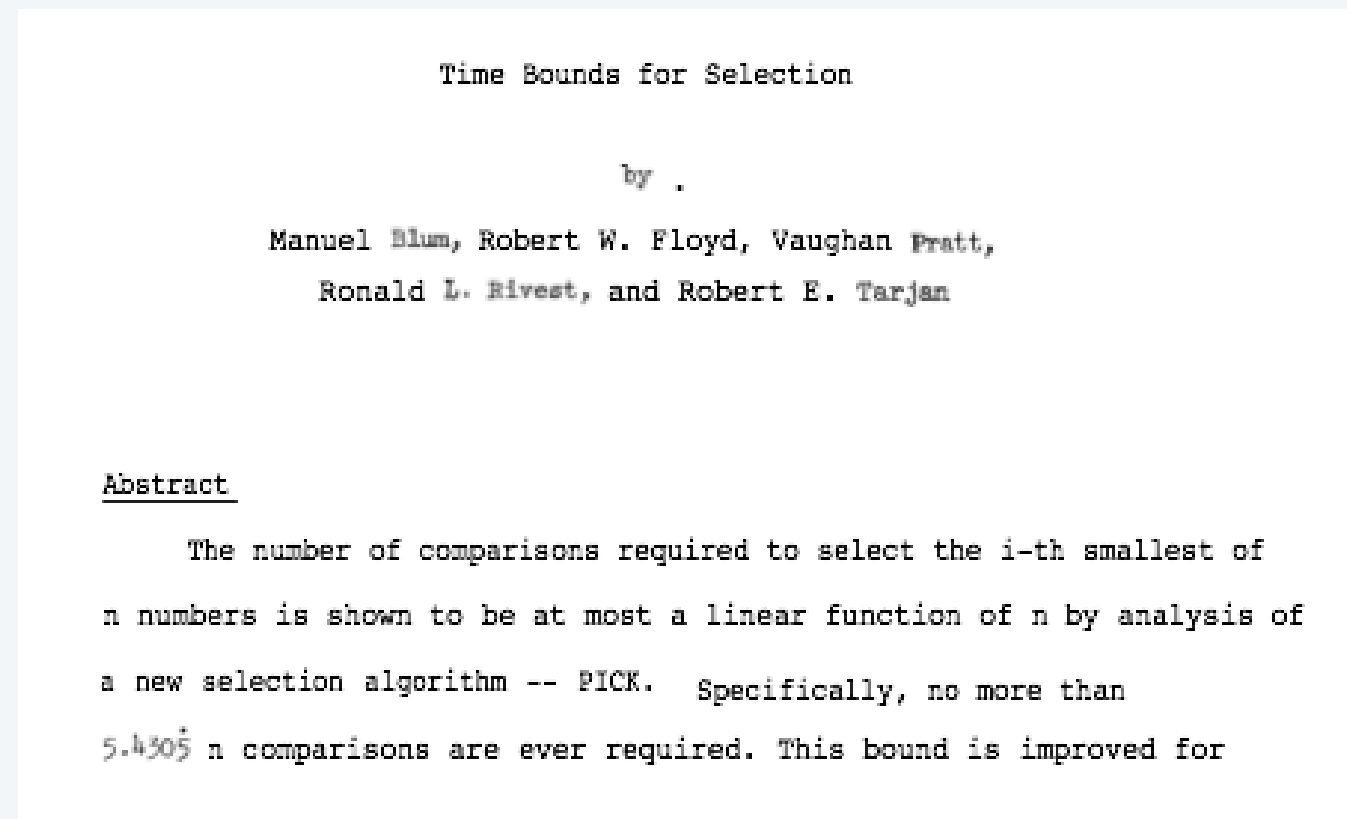 Time Bounds for Selection
by .
Manuel Blum, Robert W. Floyd, Vaughan Pratt,
Ronald L. Rivest, and Robert E. Tarjan
Abstract
The number of comparisons required to select the i-th smallest of
n numbers is shown to be at most a linear function of n by analysis of
a new selection algorithm -- PICK. Specifically, no more than
5.4305 n comparisons are ever required. This bound is improved for